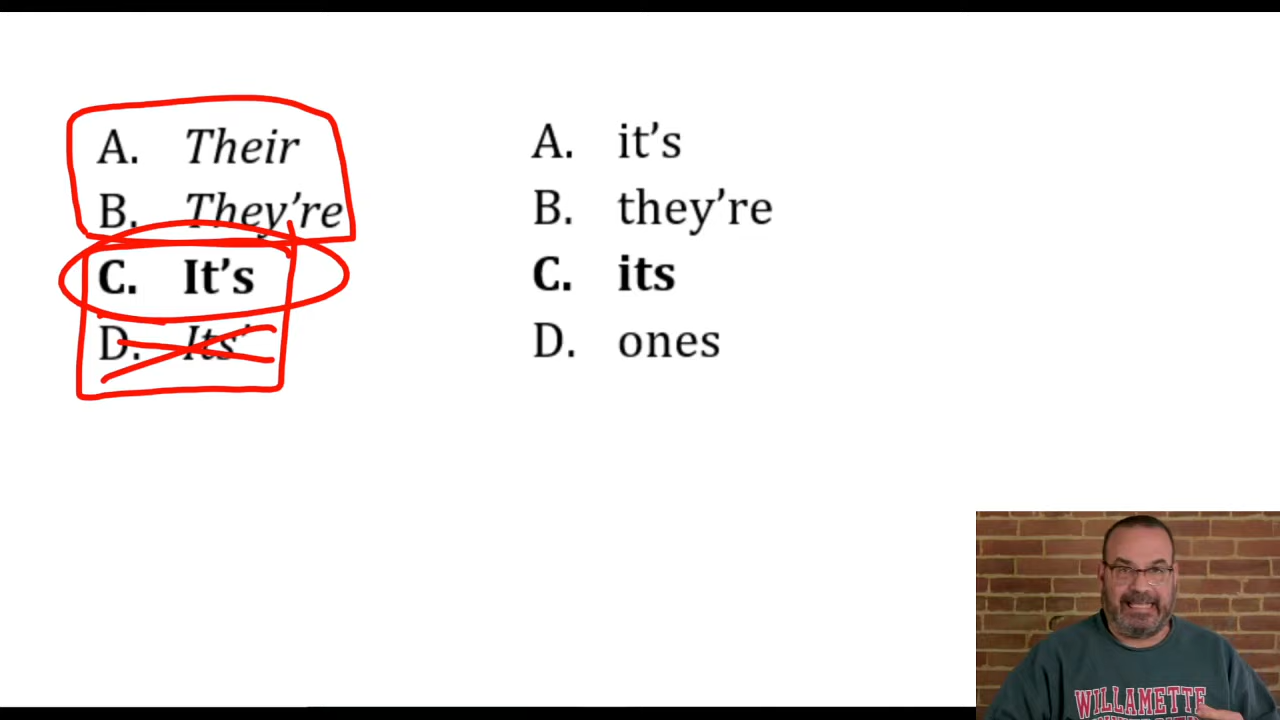 A. Their
B. They're
C. It's
D. Its'
A. it's
B. they're
C. its
D. ones
WILLAMETTE